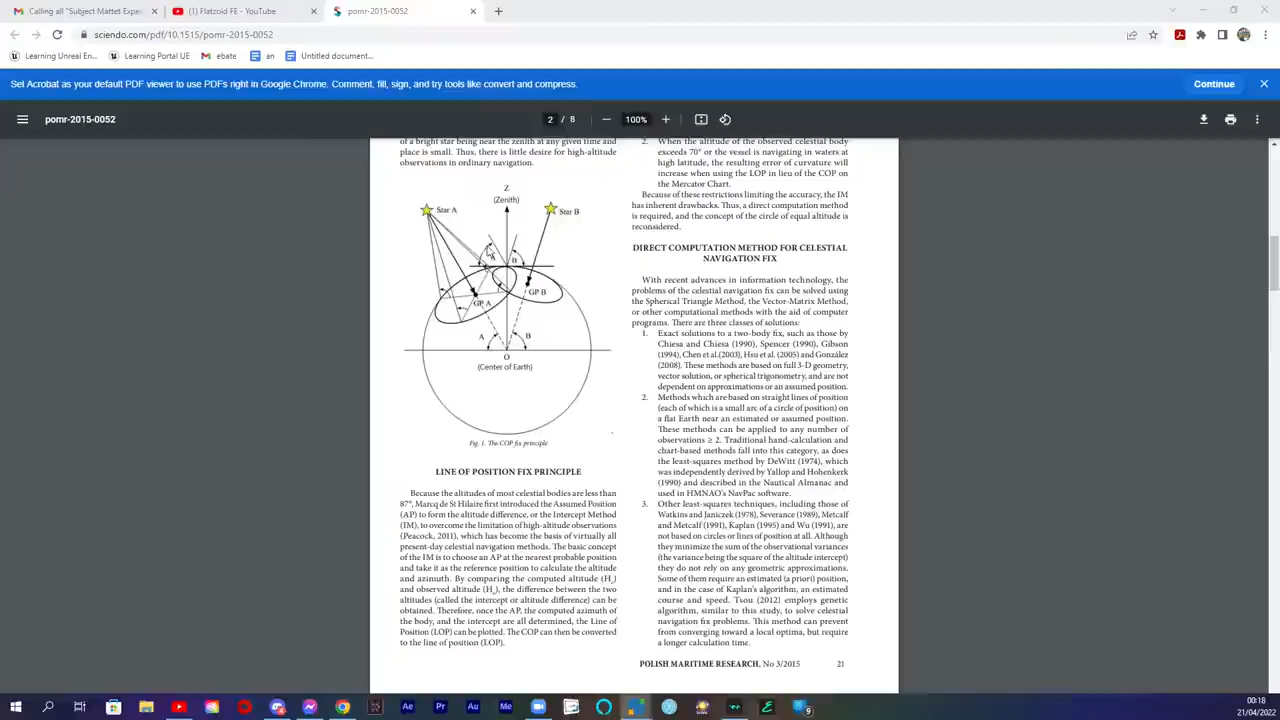 Calling all "Subject Mattet Exper
(1) Flatzoid FE - YouTube
pomr-2015-0052
sciendo.com/pdf/10.1515/pomr-2015-0052
Learning Unreal En...
Learning Portal UE
ebate
an
Untitled document...
Set Acrobat as your default PDF viewer to use PDFs right in Google Chrome. Comment, fill, sign, and try tools like convert and compress.
Continue
pomr-2015-0052
2 / 8
100%
of a bright star being near the zenith at any given time and
place is small. Thus, there is little desire for high-altitude
observations in ordinary navigation.
Z
(Zenith)
Star A
Star B
A
B
GP A
GP B
A
B
O
(Center of Earth)
Fig. 1. The COP fix principle
LINE OF POSITION FIX PRINCIPLE
Because the altitudes of most celestial bodies are less than
87°, Marcq de St Hilaire first introduced the Assumed Position
(AP) to form the altitude difference, or the Intercept Method
(IM), to overcome the limitation of high-altitude observations
(Peacock, 2011), which has become the basis of virtually all
present-day celestial navigation methods. The basic concept
of the IM is to choose an AP at the nearest probable position
and take it as the reference position to calculate the altitude
and azimuth. By comparing the computed altitude (Hc)
and observed altitude (Ho), the difference between the two
altitudes (called the intercept or altitude difference) can be
obtained. Therefore, once the AP, the computed azimuth of
the body, and the intercept are all determined, the Line of
Position (LOP) can be plotted. The COP can then be converted
to the line of position (LOP).
2. When the altitude of the observed celestial body
exceeds 70° or the vessel is navigating in waters at
high latitude, the resulting error of curvature will
increase when using the LOP in lieu of the COP on
the Mercator Chart.
Because of these restrictions limiting the accuracy, the IM
has inherent drawbacks. Thus, a direct computation method
is required, and the concept of the circle of equal altitude is
reconsidered.
DIRECT COMPUTATION METHOD FOR CELESTIAL
NAVIGATION FIX
With recent advances in information technology, the
problems of the celestial navigation fix can be solved using
the Spherical Triangle Method, the Vector-Matrix Method,
or other computational methods with the aid of computer
programs. There are three classes of solutions:
1. Exact solutions to a two-body fix, such as those by
Chiesa and Chiesa (1990), Spencer (1990), Gibson
(1994), Chen et al.(2003), Hsu et al. (2005) and González
(2008). These methods are based on full 3-D geometry,
vector solution, or spherical trigonometry, and are not
dependent on approximations or an assumed position.
2. Methods which are based on straight lines of position
(each of which is a small arc of a circle of position) on
a flat Earth near an estimated or assumed position.
These methods can be applied to any number of
observations ≥ 2. Traditional hand-calculation and
chart-based methods fall into this category, as does
the least-squares method by DeWitt (1974), which
was independently derived by Yallop and Hohenkerk
(1990) and described in the Nautical Almanac and
used in HMNAO's NavPac software.
3. Other least-squares techniques, including those of
Watkins and Janiczek (1978), Severance (1989), Metcalf
and Metcalf (1991), Kaplan (1995) and Wu (1991), are
not based on circles or lines of position at all. Although
they minimize the sum of the observational variances
(the variance being the square of the altitude intercept)
they do not rely on any geometric approximations.
Some of them require an estimated (a priori) position,
and in the case of Kaplan's algorithm, an estimated
course and speed. Tsou (2012) employs genetic
algorithm, similar to this study, to solve celestial
navigation fix problems. This method can prevent
from converging toward a local optima, but require
a longer calculation time.
POLISH MARITIME RESEARCH, No 3/2015 21
Ae
Pr
Au
Me
9
00:18
21/04/2022